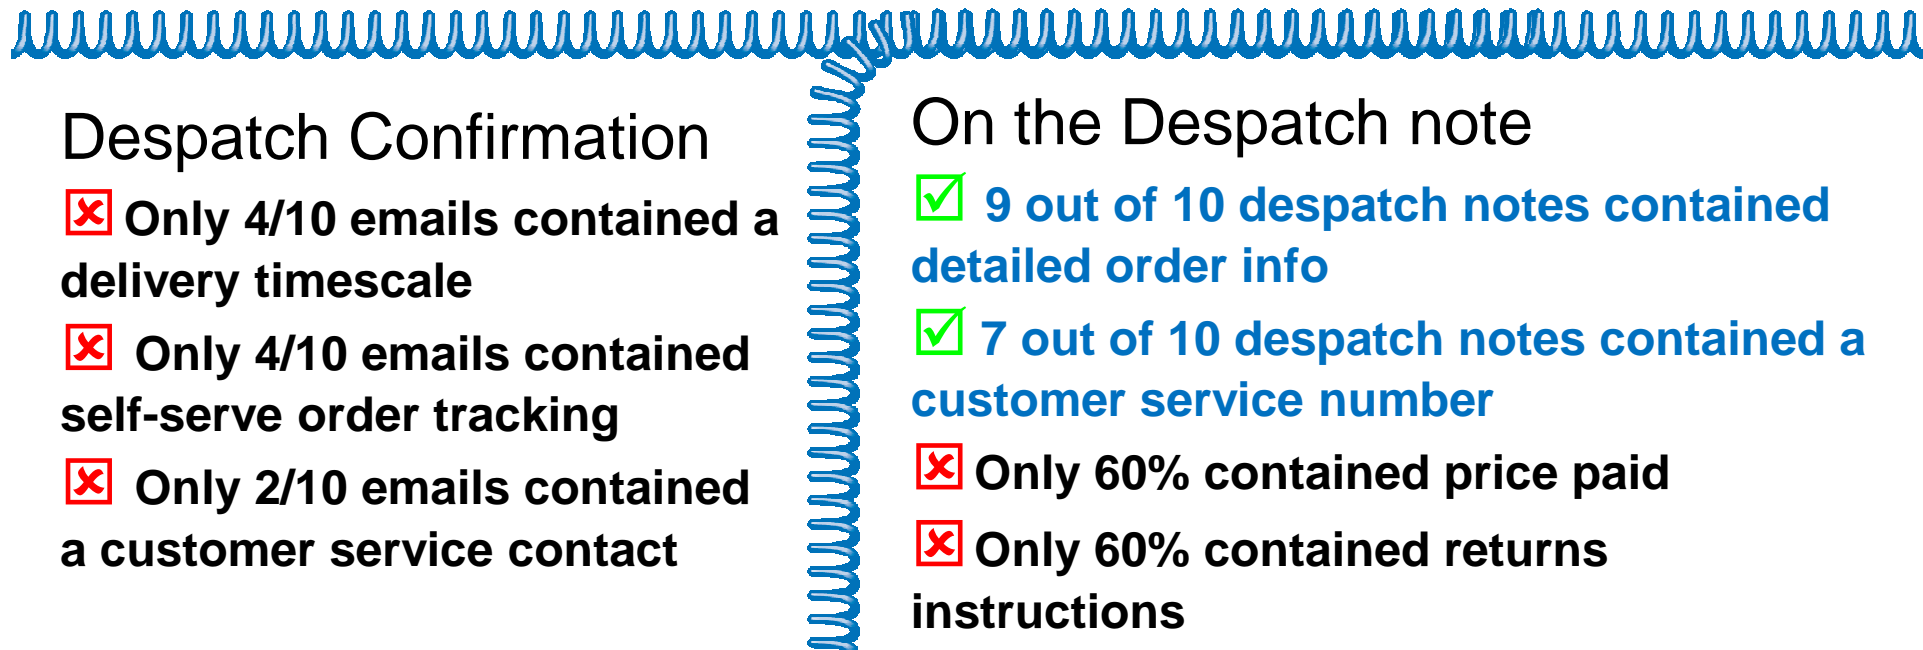 Despatch Confirmation
Only 4/10 emails contained a
delivery timescale
Only 4/10 emails contained
self-serve order tracking
Only 2/10 emails contained
a customer service contact
On the Despatch note
9 out of 10 despatch notes contained
detailed order info
7 out of 10 despatch notes contained a
customer service number
Only 60% contained price paid
Only 60% contained returns
instructions